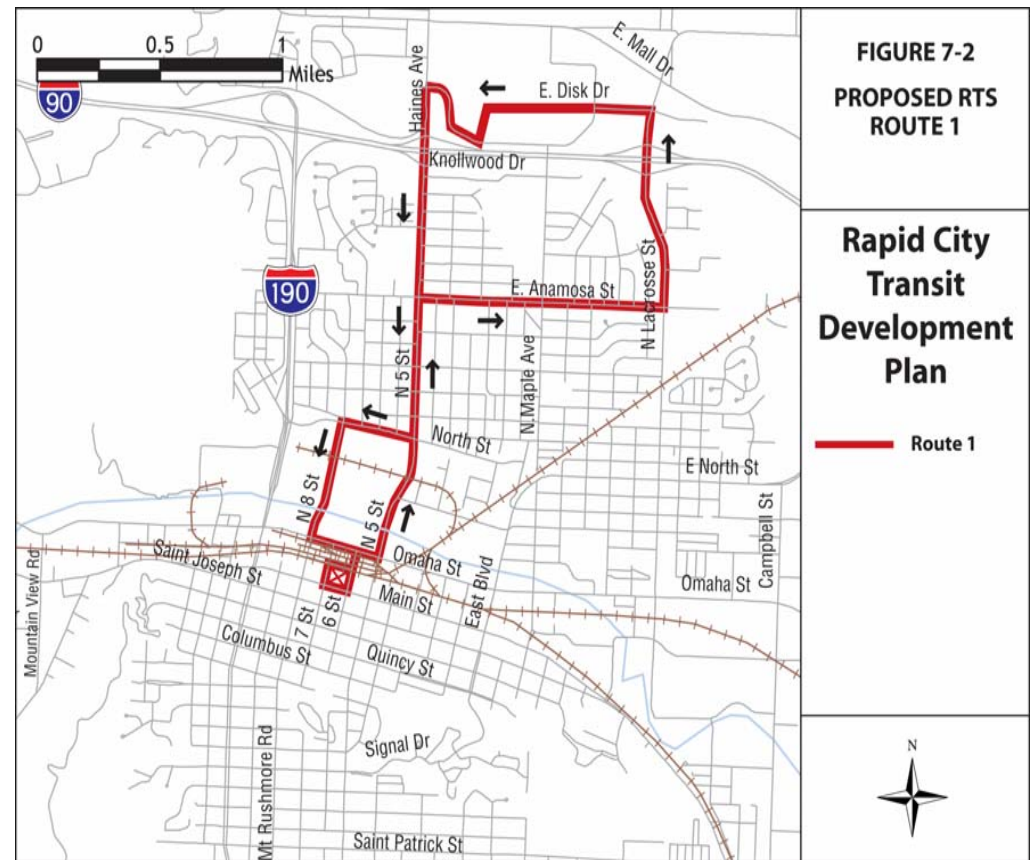 0 0.5 1
Miles
90
Haines Ave
E. Mall Dr
E. Disk Dr
Knollwood Dr
190
E. Anamosa St
N Lacrosse St
N 5 St
N.Maple Ave
North St
E North St
N 8 St
N 5 St
Campbell St
Omaha St
Omaha St
Saint Joseph St
Main St
East Blvd
Mountain View Rd
7 St
6 St
Columbus St
Quincy St
Signal Dr
Mt Rushmore Rd
Saint Patrick St
FIGURE 7-2
PROPOSED RTS
ROUTE 1
Rapid City
Transit
Development
Plan
Route 1
N